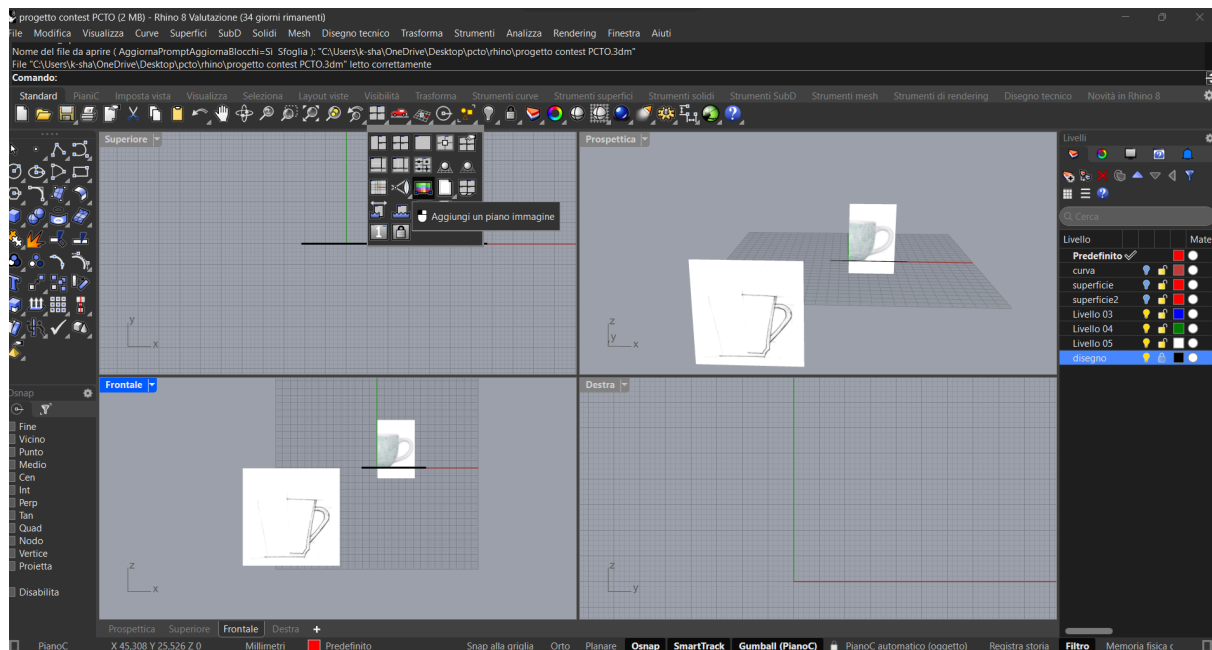 progetto contest PCTO (2 MB) - Rhino 8 Valutazione (34 giorni rimanenti)
File Modifica Visualizza Curve Superfici SubD Solidi Mesh Disegno tecnico Trasforma Strumenti Analizza Rendering Finestra Aiuti
Nome del file da aprire ( AggiornaPromptAggiornaBlocchi=Sì Sfoglia ): "C:\Users\k-sha\OneDrive\Desktop\pcto\rhino\progetto contest PCTO.3dm"
File "C:\Users\k-sha\OneDrive\Desktop\pcto\rhino\progetto contest PCTO.3dm" letto correttamente
Comando:
Standard PianiC Imposta vista Visualizza Seleziona Layout viste Visibilità Trasforma Strumenti curve Strumenti superfici Strumenti solidi Strumenti SubD Strumenti mesh Strumenti di rendering Disegno tecnico Novità in Rhino 8
Superiore
Aggiungi un piano immagine
y
x
Prospettica
z
y
x
Livelli
Cerca
Livello Mate
Predefinito
curva
superficie
superficie2
Livello 03
Livello 04
Livello 05
disegno
Osnap
Fine
Vicino
Punto
Medio
Cen
Int
Perp
Tan
Quad
Nodo
Vertice
Proietta
Disabilita
Frontale
z
x
Destra
z
y
Prospettica Superiore Frontale Destra
PianoC X 45,308 Y 25,526 Z 0 Millimetri Predefinito Snap alla griglia Orto Planare Osnap SmartTrack Gumball (PianoC) PianoC automatico (oggetto) Registra storia Filtro Memoria fisica